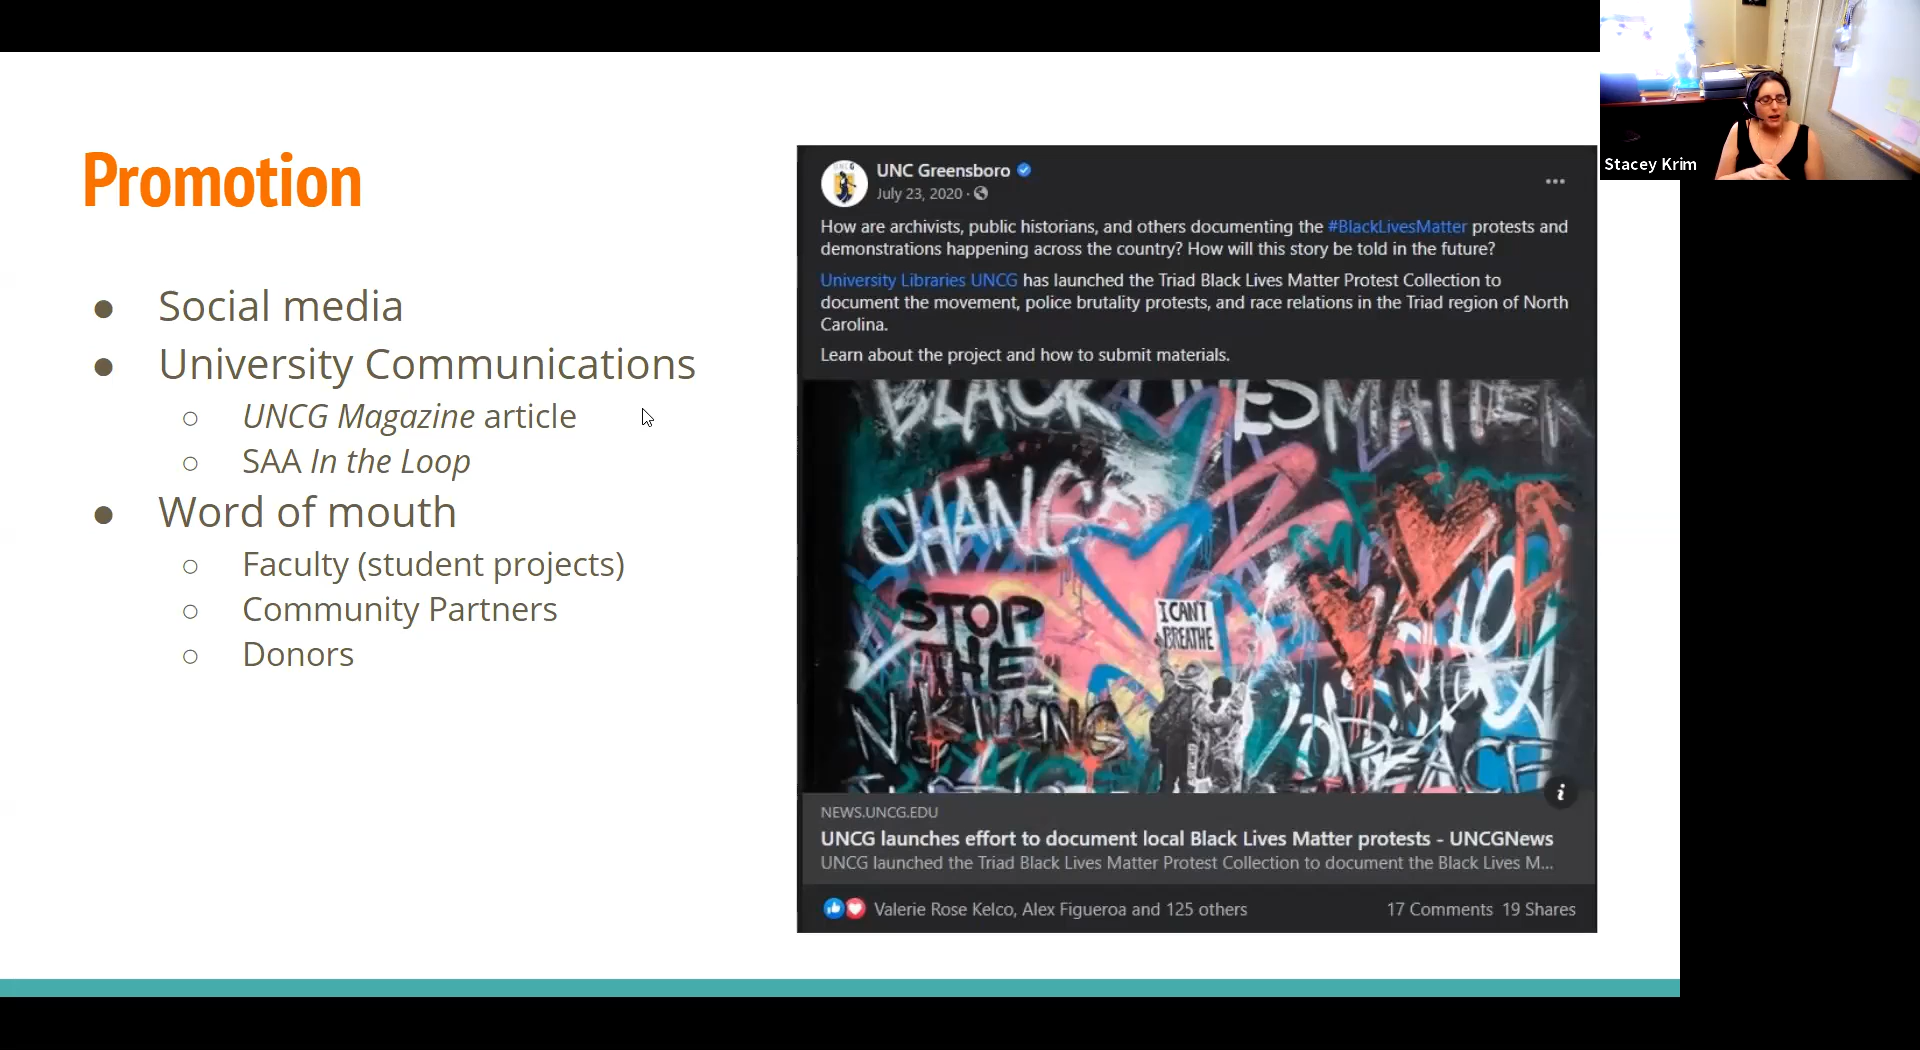 Promotion
● Social media
● University Communications
○ UNCG Magazine article
○ SAA In the Loop
● Word of mouth
○ Faculty (student projects)
○ Community Partners
○ Donors
UNC Greensboro
July 23, 2020 ·
How are archivists, public historians, and others documenting the #BlackLivesMatter protests and
demonstrations happening across the country? How will this story be told in the future?
University Libraries UNCG has launched the Triad Black Lives Matter Protest Collection to
document the movement, police brutality protests, and race relations in the Triad region of North
Carolina.
Learn about the project and how to submit materials.
BLACK LIVES MATTER
CHANGE
STOP
THE
KILLING
I CAN'T
BREATHE
PEACE
NEWS.UNCG.EDU
UNCG launches effort to document local Black Lives Matter protests - UNCGNews
UNCG launched the Triad Black Lives Matter Protest Collection to document the Black Lives M...
Valerie Rose Kelco, Alex Figueroa and 125 others
17 Comments 19 Shares
Stacey Krim